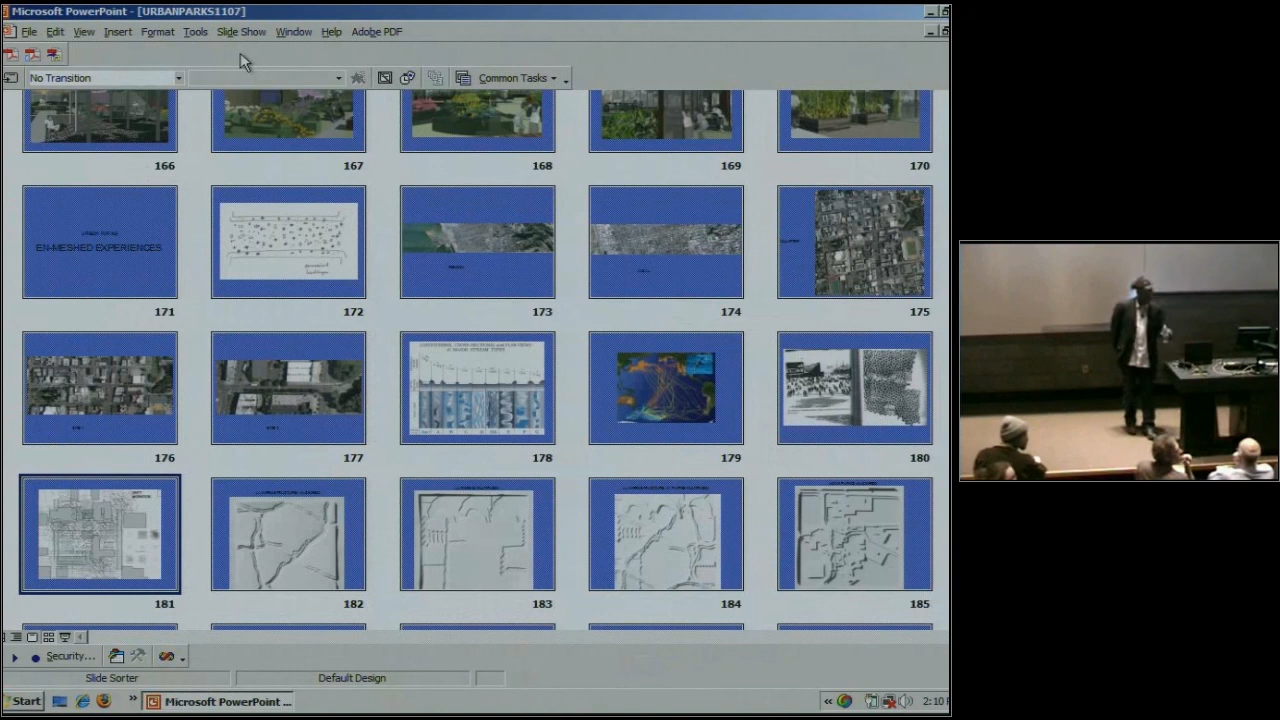 Microsoft PowerPoint - [URBANPARKS1107]
File Edit View Insert Format Tools Slide Show Window Help Adobe PDF
No Transition Common Tasks
166 167 168 169 170
EN-MESHED EXPERIENCES
171 172 173 174 175
176 177 178 179 180
181 182 183 184 185
Security...
Slide Sorter Default Design
Start Microsoft PowerPoint ... 2:10